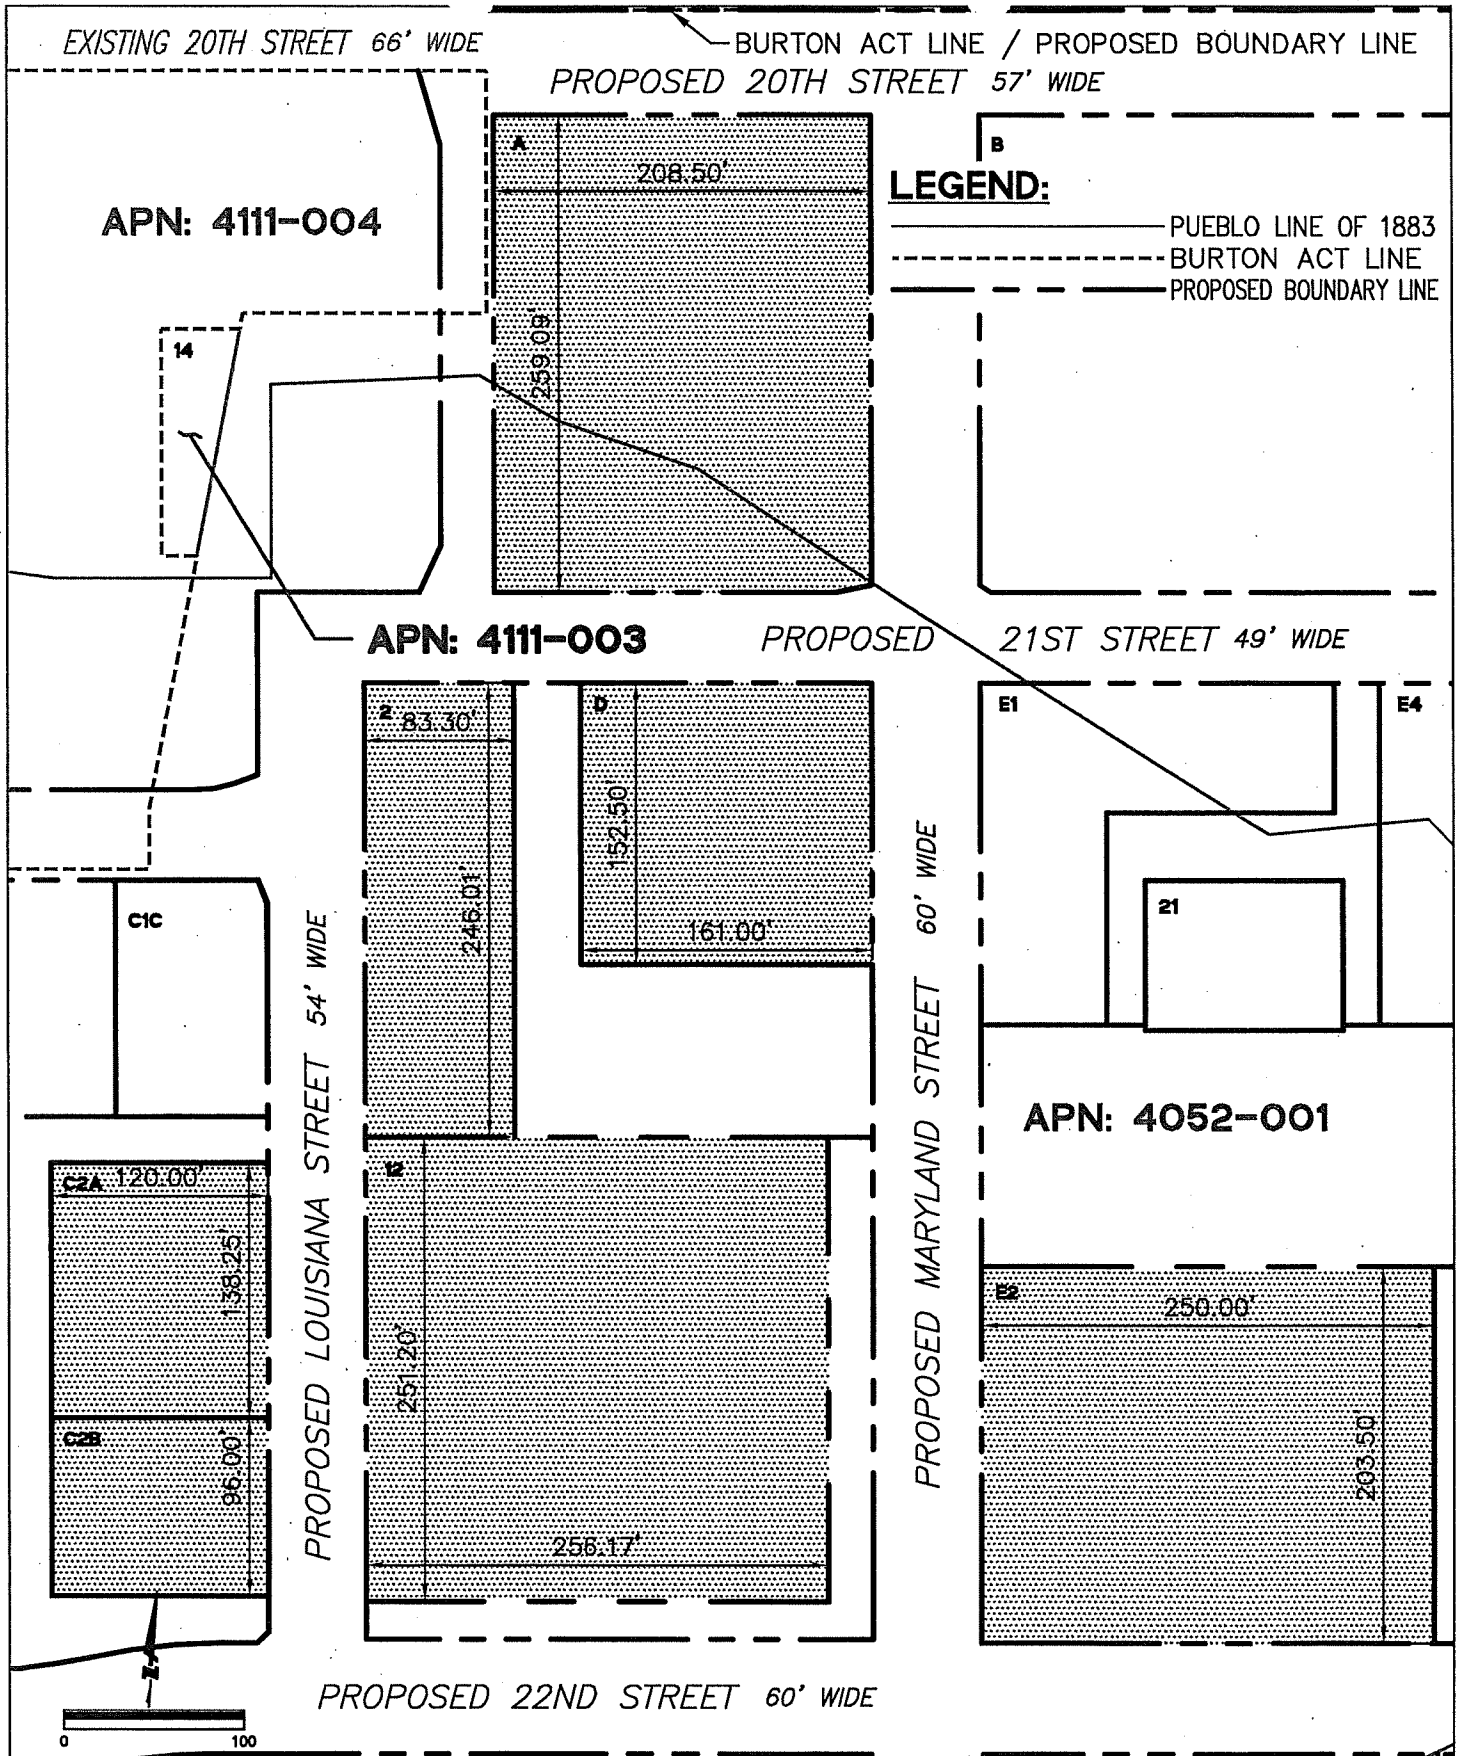 EXISTING 20TH STREET 66' WIDE
BURTON ACT LINE / PROPOSED BOUNDARY LINE
PROPOSED 20TH STREET 57' WIDE
A
B
208.50'
LEGEND:
APN: 4111-004
PUEBLO LINE OF 1883
BURTON ACT LINE
PROPOSED BOUNDARY LINE
14
259.09'
APN: 4111-003
PROPOSED 21ST STREET 49' WIDE
2
83.30'
D
E1
E4
152.50'
246.01'
161.00'
C1C
21
PROPOSED LOUISIANA STREET 54' WIDE
PROPOSED MARYLAND STREET 60' WIDE
APN: 4052-001
C2A
120.00'
138.25'
12
E2
250.00'
251.20'
203.50'
C2B
96.00'
256.17'
N
PROPOSED 22ND STREET 60' WIDE
0 100